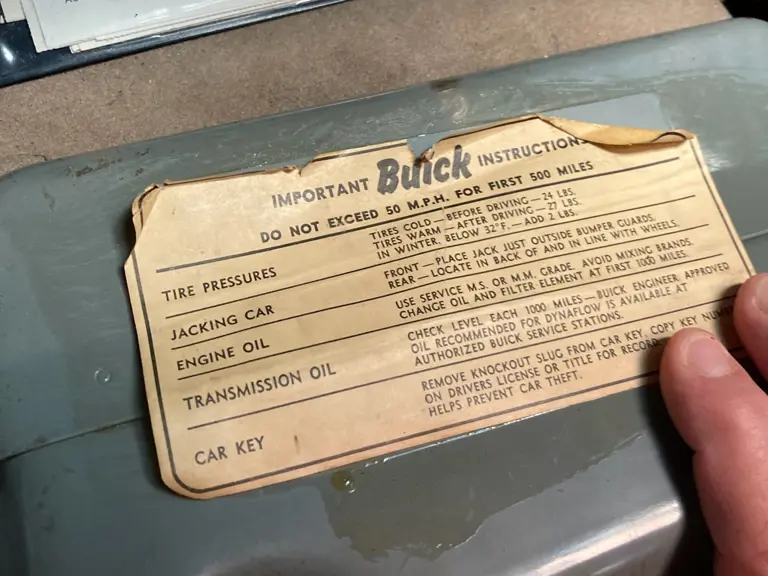 IMPORTANT Buick INSTRUCTIONS
DO NOT EXCEED 50 M.P.H. FOR FIRST 500 MILES
TIRE PRESSURES
TIRES COLD — BEFORE DRIVING — 24 LBS.
TIRES WARM — AFTER DRIVING — 27 LBS.
IN WINTER, BELOW 32°F. — ADD 2 LBS.
JACKING CAR
FRONT — PLACE JACK JUST OUTSIDE BUMPER GUARDS.
REAR — LOCATE IN BACK OF AND IN LINE WITH WHEELS.
ENGINE OIL
USE SERVICE M.S. OR M.M. GRADE. AVOID MIXING BRANDS.
CHANGE OIL AND FILTER ELEMENT AT FIRST 1000 MILES.
TRANSMISSION OIL
CHECK LEVEL EACH 1000 MILES — BUICK ENGINEER. APPROVED
OIL RECOMMENDED FOR DYNAFLOW IS AVAILABLE AT
AUTHORIZED BUICK SERVICE STATIONS.
CAR KEY
REMOVE KNOCKOUT SLUG FROM CAR KEY. COPY KEY
ON DRIVERS LICENSE OR TITLE FOR
HELPS PREVENT CAR THEFT.